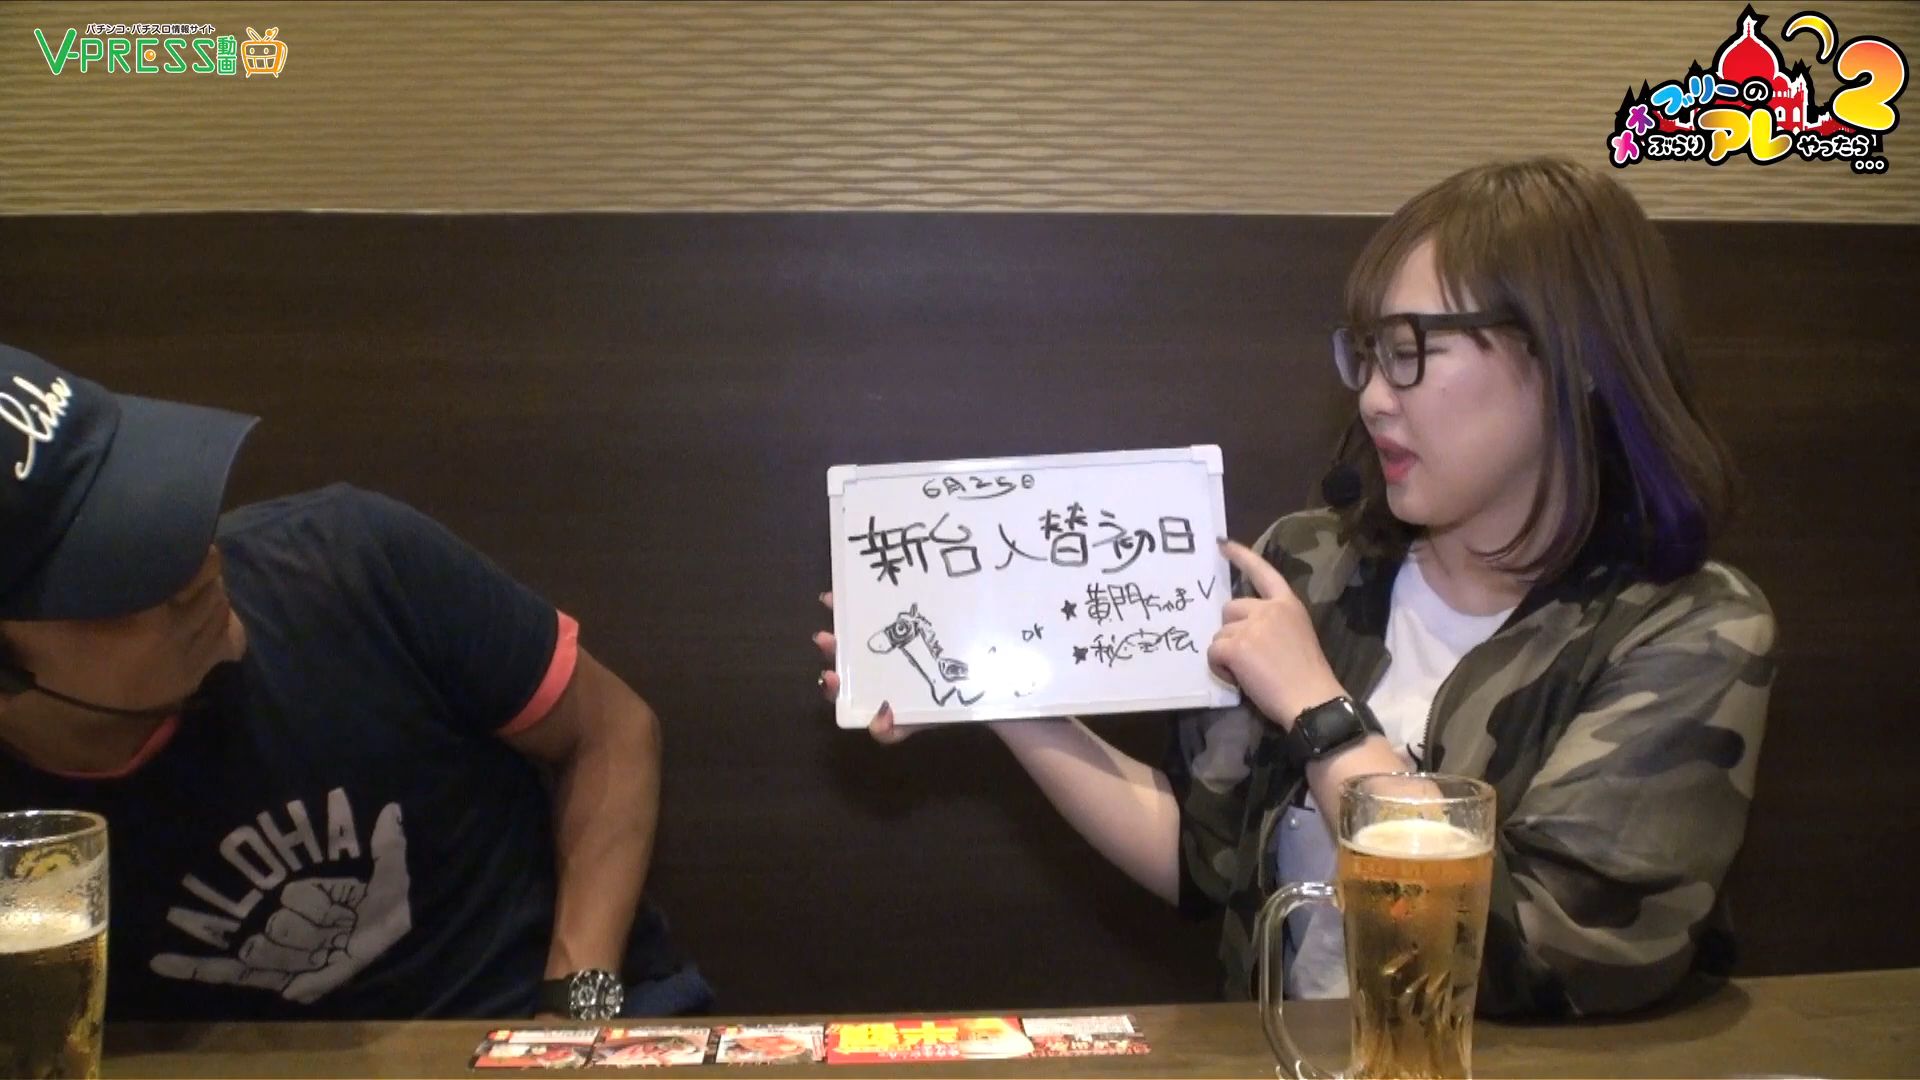 パチンコ・パチスロ情報サイト
V-PRESS動画
ブリーの
ぶらりアレやったら...2
like
6月25日
新台入替初日
★黄門ちゃまV
or
★秘宝伝
ALOHA